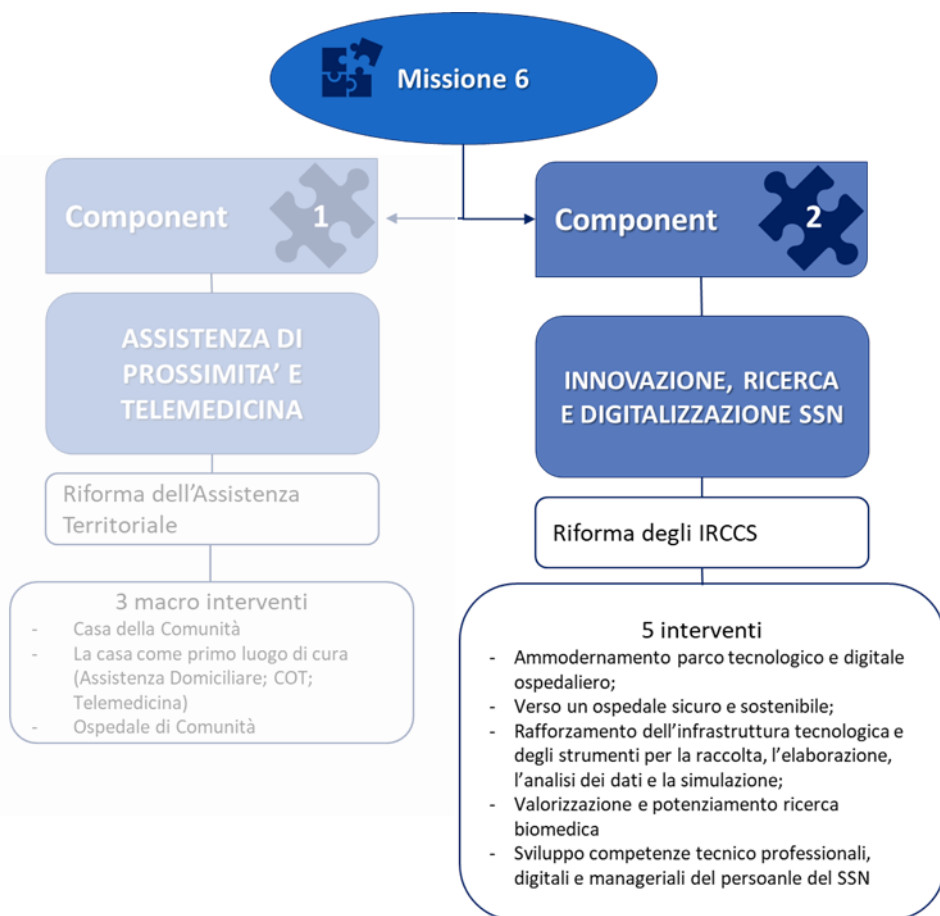 Missione 6
Component
1
ASSISTENZA DI
PROSSIMITA’ E
TELEMEDICINA
Riforma dell’Assistenza
Territoriale
3 macro interventi
- Casa della Comunità
- La casa come primo luogo di cura
(Assistenza Domiciliare; COT;
Telemedicina)
- Ospedale di Comunità
Component
2
INNOVAZIONE, RICERCA
E DIGITALIZZAZIONE SSN
Riforma degli IRCCS
5 interventi
- Ammodernamento parco tecnologico e digitale
ospedaliero;
- Verso un ospedale sicuro e sostenibile;
- Rafforzamento dell’infrastruttura tecnologica e
degli strumenti per la raccolta, l’elaborazione,
l’analisi dei dati e la simulazione;
- Valorizzazione e potenziamento ricerca
biomedica
- Sviluppo competenze tecnico professionali,
digitali e manageriali del persoanle del SSN